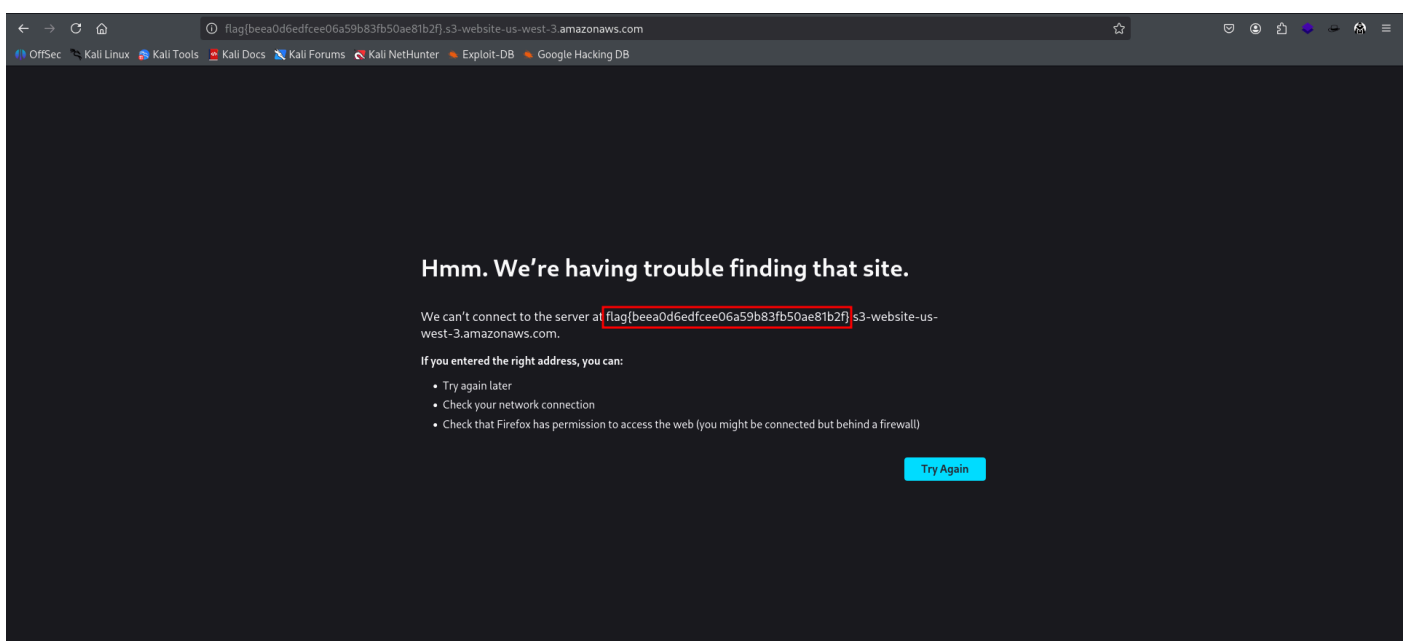 flag{beea0d6edfcee06a59b83fb50ae81b2f}.s3-website-us-west-3.amazonaws.com
OffSec Kali Linux Kali Tools Kali Docs Kali Forums Kali NetHunter Exploit-DB Google Hacking DB
Hmm. We’re having trouble finding that site.
We can’t connect to the server at flag{beea0d6edfcee06a59b83fb50ae81b2f}.s3-website-us-
west-3.amazonaws.com.
If you entered the right address, you can:
• Try again later
• Check your network connection
• Check that Firefox has permission to access the web (you might be connected but behind a firewall)
Try Again